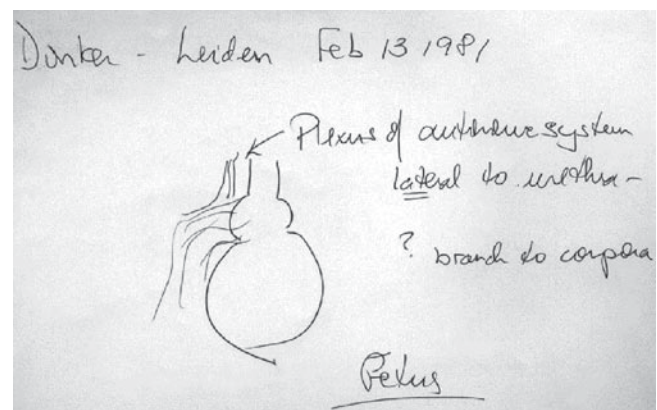 Donker - Leiden Feb 13 1981
Plexus of autonomic system
lateral to urethra -
? branch to corpora
Fetus